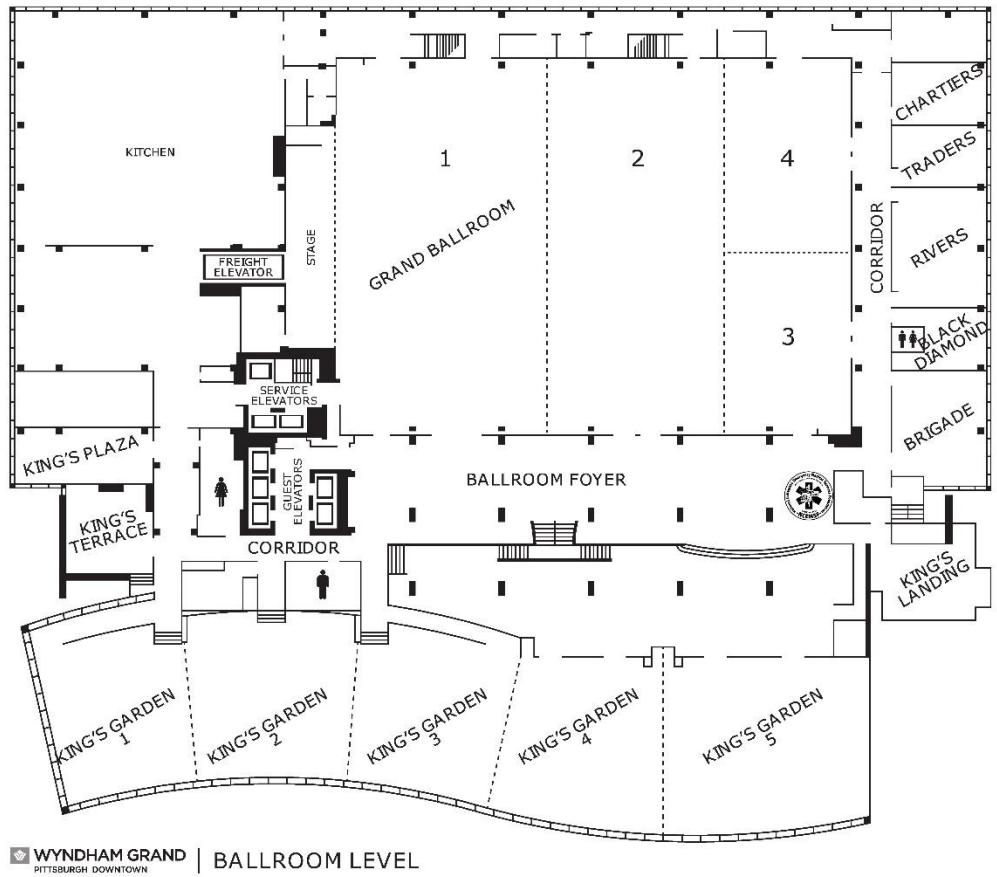 CHARTIERS
KITCHEN
1
2
4
TRADERS
CORRIDOR
STAGE
GRAND BALLROOM
RIVERS
FREIGHT
ELEVATOR
3
BLACK
DIAMOND
SERVICE
ELEVATORS
BRIGADE
KING'S PLAZA
GUEST
ELEVATORS
BALLROOM FOYER
KING'S
TERRACE
CORRIDOR
KING'S
LANDING
KING'S GARDEN
1
KING'S GARDEN
2
KING'S GARDEN
3
KING'S GARDEN
4
KING'S GARDEN
5
WYNDHAM GRAND
PITTSBURGH DOWNTOWN
BALLROOM LEVEL